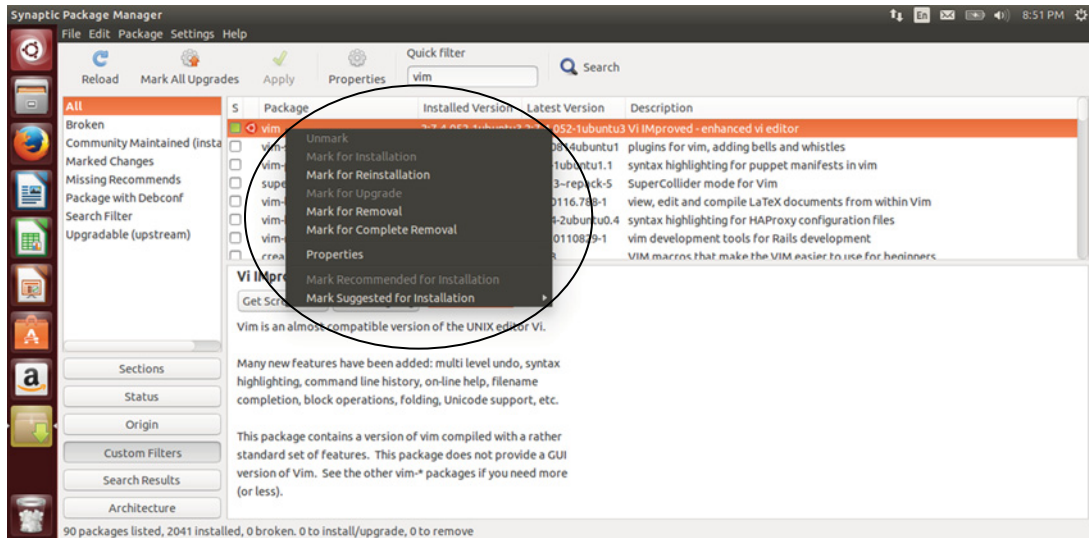 Synaptic Package Manager
En
8:51 PM
File Edit Package Settings Help
Reload
Mark All Upgrades
Apply
Properties
Quick filter
vim
Search
All
Broken
Community Maintained (insta
Marked Changes
Missing Recommends
Package with Debconf
Search Filter
Upgradable (upstream)
S Package Installed Version Latest Version Description
vim 052-1ubuntu3 Vi IMproved - enhanced vi editor
vim- 0814ubuntu1 plugins for vim, adding bells and whistles
vim- 1ubuntu1.1 syntax highlighting for puppet manifests in vim
supe 3~repack-5 SuperCollider mode for Vim
vim- 0116.788-1 view, edit and compile LaTeX documents from within Vim
vim- 4-2ubuntu0.4 syntax highlighting for HAProxy configuration files
vim- 0110829-1 vim development tools for Rails development
crea VIM macros that make the VIM easier to use for beginners
Unmark
Mark for Installation
Mark for Reinstallation
Mark for Upgrade
Mark for Removal
Mark for Complete Removal
Properties
Mark Recommended for Installation
Mark Suggested for Installation
Vi IMpro
Get Scr
Vim is an almost compatible version of the UNIX editor Vi.
Many new features have been added: multi level undo, syntax
highlighting, command line history, on-line help, filename
completion, block operations, folding, Unicode support, etc.
This package contains a version of vim compiled with a rather
standard set of features. This package does not provide a GUI
version of Vim. See the other vim-* packages if you need more
(or less).
Sections
Status
Origin
Custom Filters
Search Results
Architecture
90 packages listed, 2041 installed, 0 broken. 0 to install/upgrade, 0 to remove